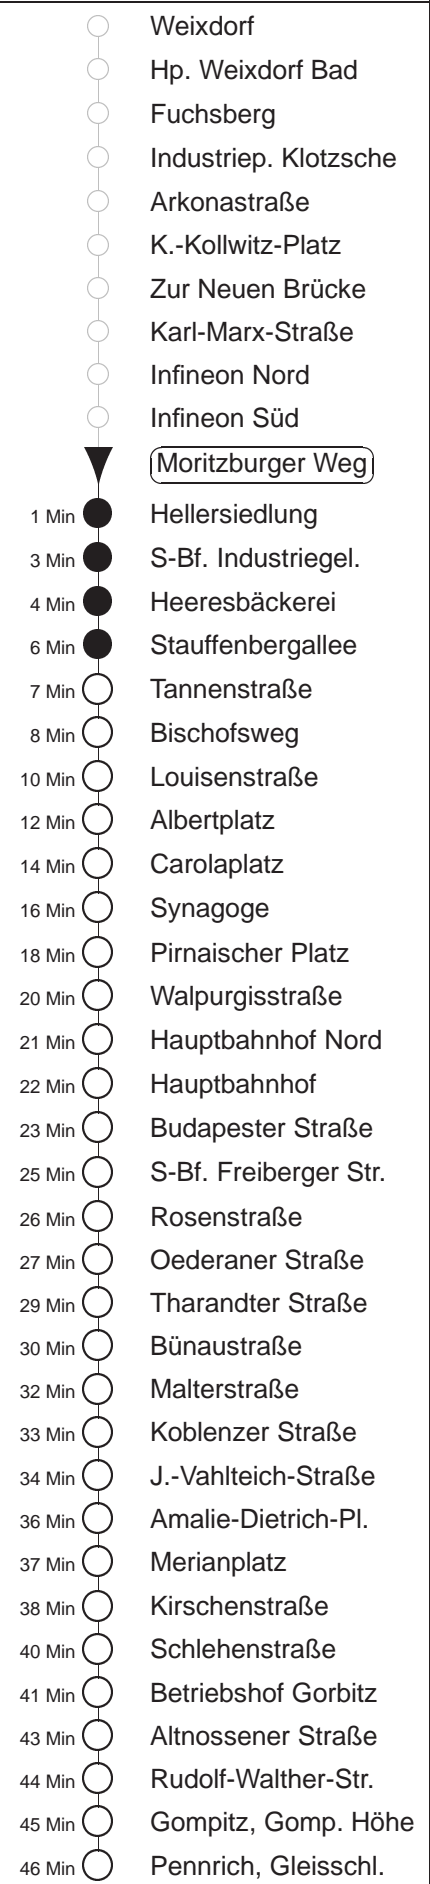 Weixdorf
Hp. Weixdorf Bad
Fuchsberg
Industriep. Klotzsche
Arkonastraße
K.-Kollwitz-Platz
Zur Neuen Brücke
Karl-Marx-Straße
Infineon Nord
Infineon Süd
Moritzburger Weg
1 Min Hellersiedlung
3 Min S-Bf. Industriegel.
4 Min Heeresbäckerei
6 Min Stauffenbergallee
7 Min Tannenstraße
8 Min Bischofsweg
10 Min Louisenstraße
12 Min Albertplatz
14 Min Carolaplatz
16 Min Synagoge
18 Min Pirnaischer Platz
20 Min Walpurgisstraße
21 Min Hauptbahnhof Nord
22 Min Hauptbahnhof
23 Min Budapester Straße
25 Min S-Bf. Freiberger Str.
26 Min Rosenstraße
27 Min Oederaner Straße
29 Min Tharandter Straße
30 Min Bünaustraße
32 Min Malterstraße
33 Min Koblenzer Straße
34 Min J.-Vahlteich-Straße
36 Min Amalie-Dietrich-Pl.
37 Min Merianplatz
38 Min Kirschenstraße
40 Min Schlehenstraße
41 Min Betriebshof Gorbitz
43 Min Altnossener Straße
44 Min Rudolf-Walther-Str.
45 Min Gompitz, Gomp. Höhe
46 Min Pennrich, Gleisschl.